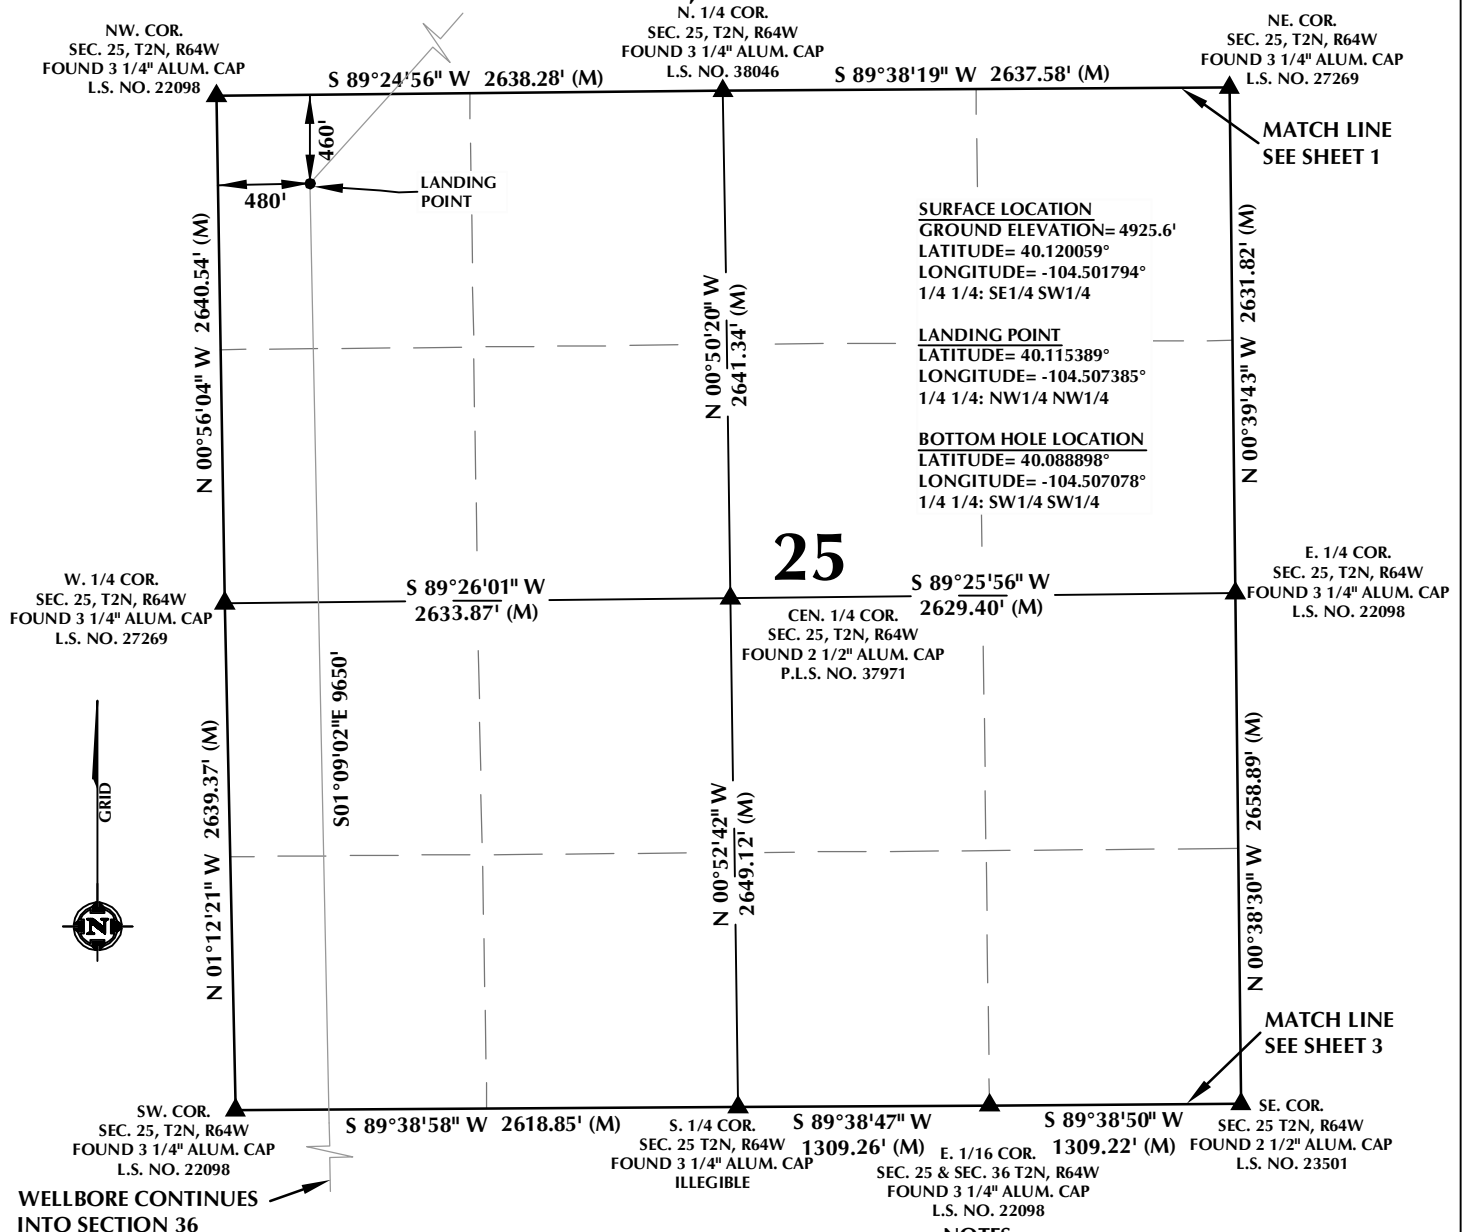 NW. COR.
SEC. 25, T2N, R64W
FOUND 3 1/4" ALUM. CAP
L.S. NO. 22098
N. 1/4 COR.
SEC. 25, T2N, R64W
FOUND 3 1/4" ALUM. CAP
L.S. NO. 38046
NE. COR.
SEC. 25, T2N, R64W
FOUND 3 1/4" ALUM. CAP
L.S. NO. 27269
S 89°24'56" W 2638.28' (M)
S 89°38'19" W 2637.58' (M)
MATCH LINE
SEE SHEET 1
460'
480'
LANDING
POINT
SURFACE LOCATION
GROUND ELEVATION= 4925.6'
LATITUDE= 40.120059°
LONGITUDE= -104.501794°
1/4 1/4: SE1/4 SW1/4
LANDING POINT
LATITUDE= 40.115389°
LONGITUDE= -104.507385°
1/4 1/4: NW1/4 NW1/4
BOTTOM HOLE LOCATION
LATITUDE= 40.088898°
LONGITUDE= -104.507078°
1/4 1/4: SW1/4 SW1/4
N 00°56'04" W 2640.54' (M)
N 00°50'20" W
2641.34' (M)
N 00°39'43" W 2631.82' (M)
25
W. 1/4 COR.
SEC. 25, T2N, R64W
FOUND 3 1/4" ALUM. CAP
L.S. NO. 27269
S 89°26'01" W
2633.87' (M)
S 89°25'56" W
2629.40' (M)
CEN. 1/4 COR.
SEC. 25, T2N, R64W
FOUND 2 1/2" ALUM. CAP
P.L.S. NO. 37971
E. 1/4 COR.
SEC. 25, T2N, R64W
FOUND 3 1/4" ALUM. CAP
L.S. NO. 22098
S01°09'02"E 9650'
GRID
N
N 01°12'21" W 2639.37' (M)
N 00°52'42" W
2649.12' (M)
N 00°38'30" W 2658.89' (M)
MATCH LINE
SEE SHEET 3
SW. COR.
SEC. 25, T2N, R64W
FOUND 3 1/4" ALUM. CAP
L.S. NO. 22098
S 89°38'58" W 2618.85' (M)
S. 1/4 COR.
SEC. 25 T2N, R64W
FOUND 3 1/4" ALUM. CAP
ILLEGIBLE
S 89°38'47" W
1309.26' (M)
E. 1/16 COR.
SEC. 25 & SEC. 36 T2N, R64W
FOUND 3 1/4" ALUM. CAP
L.S. NO. 22098
S 89°38'50" W
1309.22' (M)
SE. COR.
SEC. 25 T2N, R64W
FOUND 2 1/2" ALUM. CAP
L.S. NO. 23501
WELLBORE CONTINUES
INTO SECTION 36
NOTES